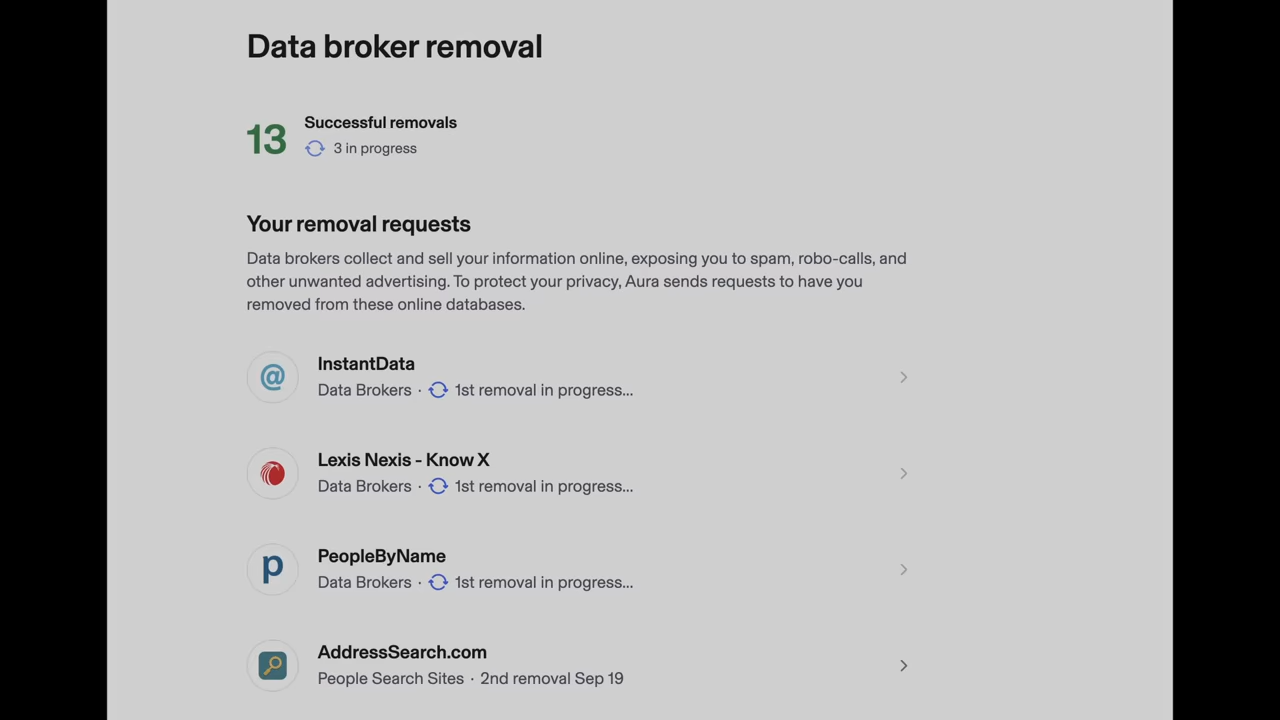 Data broker removal
13
Successful removals
3 in progress
Your removal requests
Data brokers collect and sell your information online, exposing you to spam, robo-calls, and
other unwanted advertising. To protect your privacy, Aura sends requests to have you
removed from these online databases.
@
InstantData
Data Brokers · 1st removal in progress...
Lexis Nexis - Know X
Data Brokers · 1st removal in progress...
p
PeopleByName
Data Brokers · 1st removal in progress...
AddressSearch.com
People Search Sites · 2nd removal Sep 19